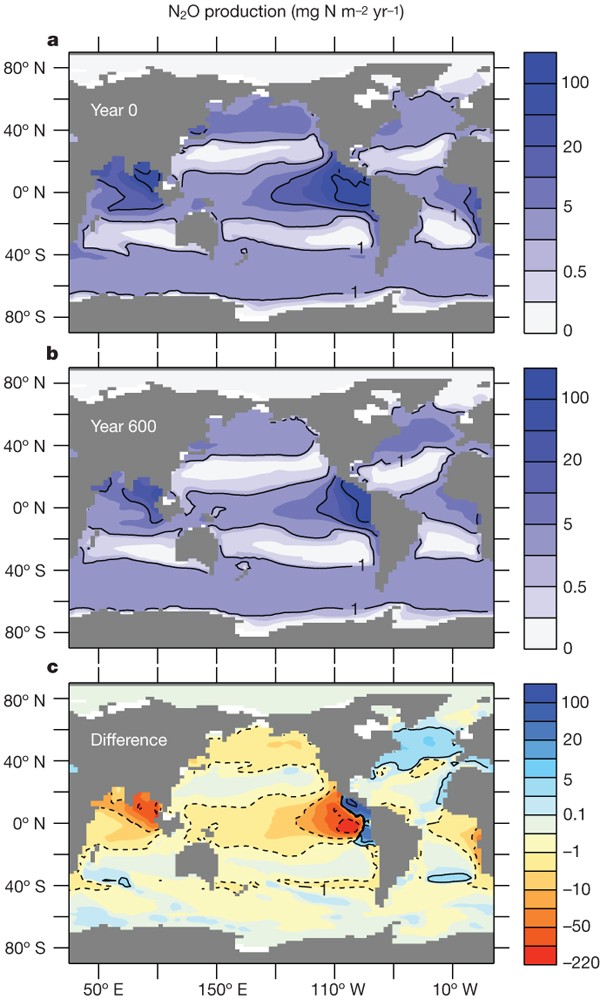 N₂O production (mg N m⁻² yr⁻¹)
a
80° N
40° N
0° N
40° S
80° S
Year 0
1
1
1
100
20
5
0.5
0
b
80° N
40° N
0° N
40° S
80° S
Year 600
1
1
1
100
20
5
0.5
0
c
80° N
40° N
0° N
40° S
80° S
Difference
1
100
20
5
0.1
–1
–10
–50
–220
50° E
150° E
110° W
10° W